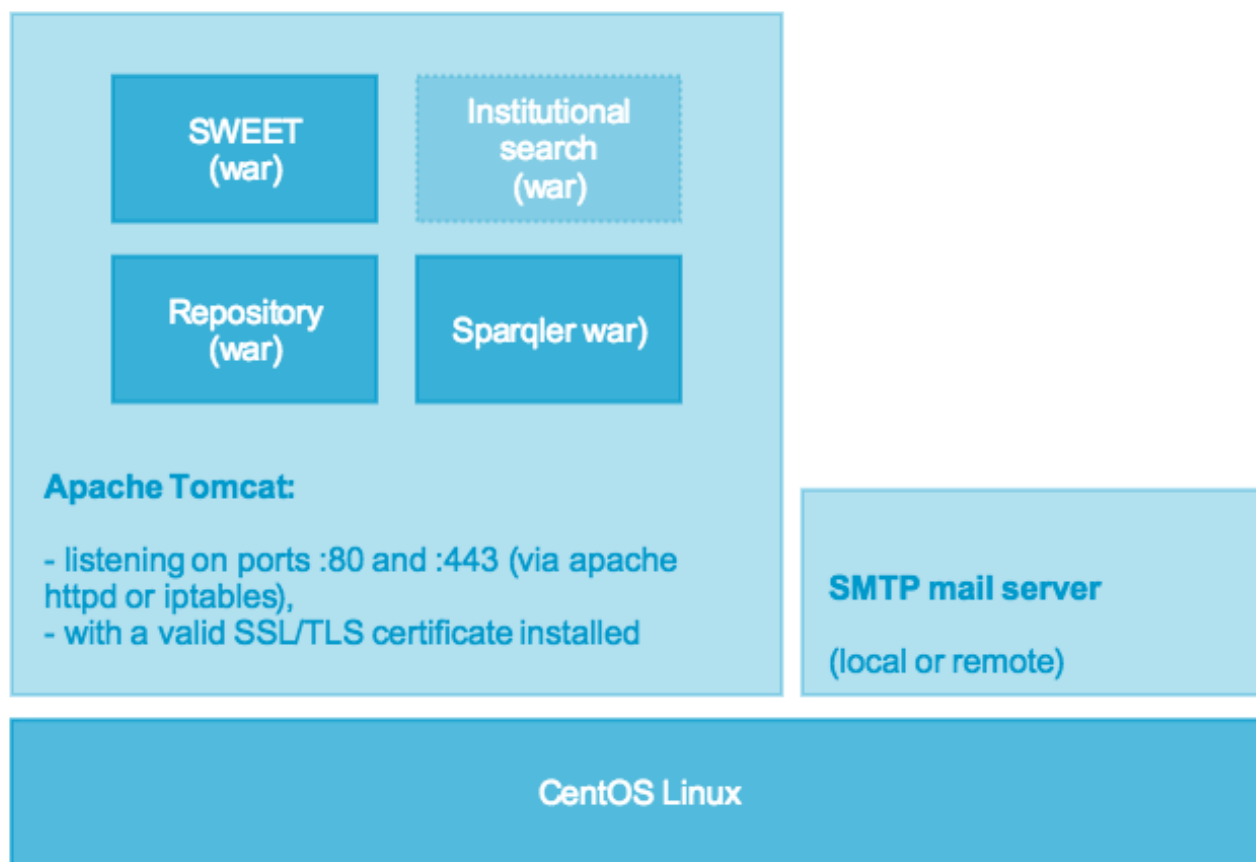 SWEET
(war)
Institutional
search
(war)
Repository
(war)
Sparqler war)
Apache Tomcat:
- listening on ports :80 and :443 (via apache
httpd or iptables),
- with a valid SSL/TLS certificate installed
SMTP mail server
(local or remote)
CentOS Linux